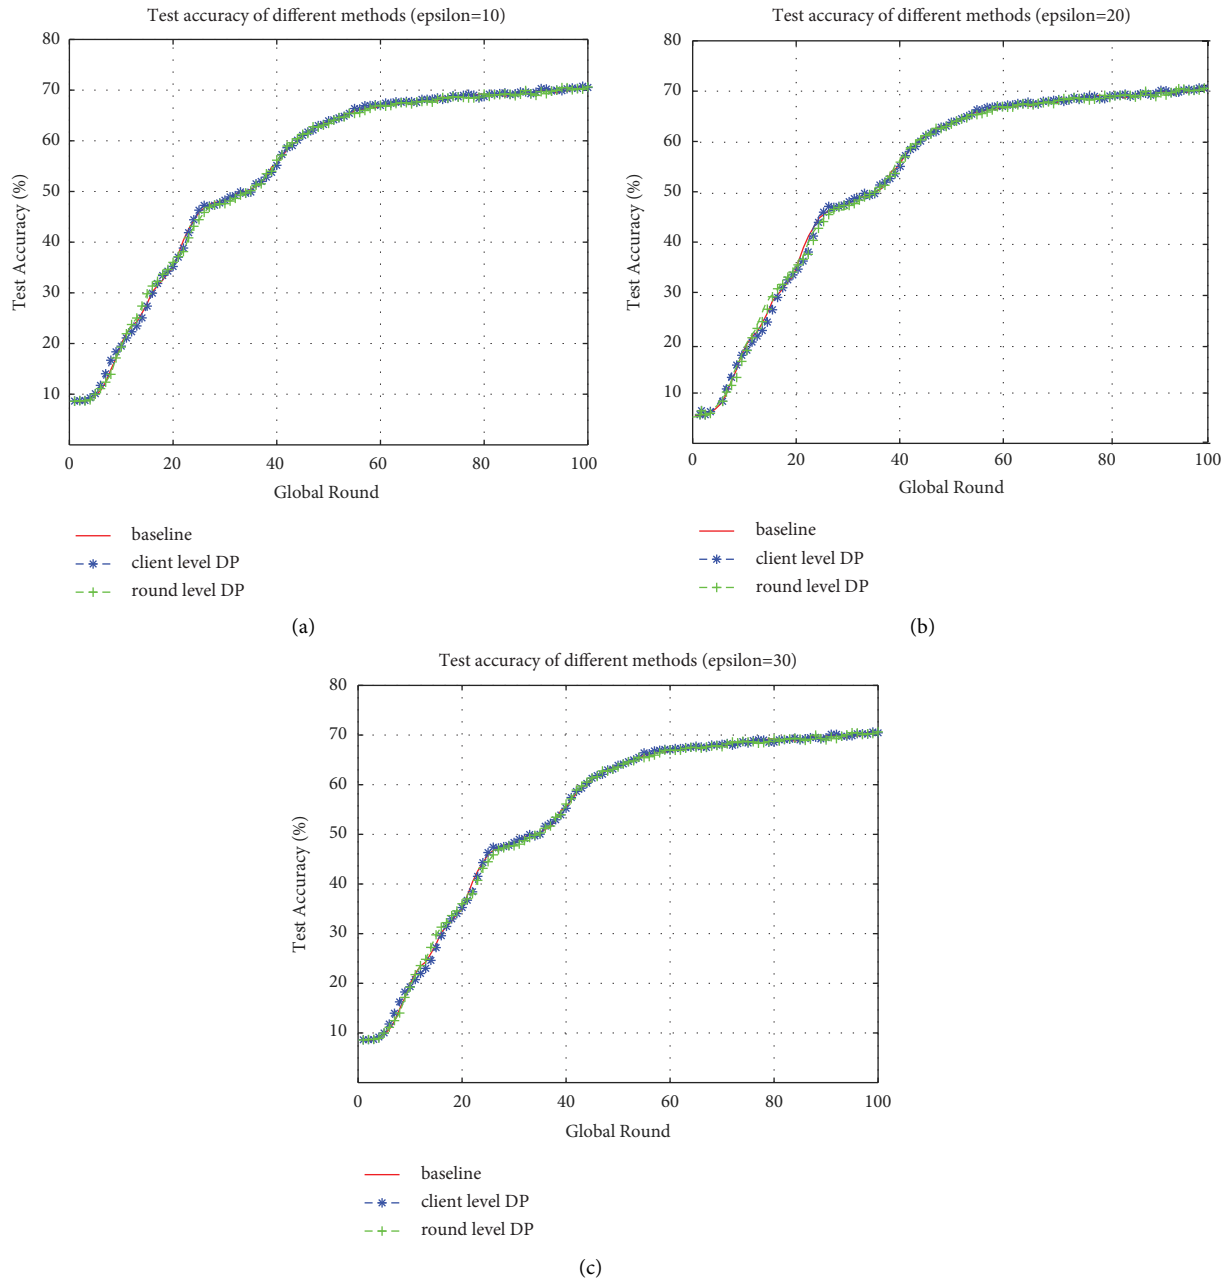 Test accuracy of different methods (epsilon=10)
80
70
60
50
40
30
20
10
Test Accuracy (%)
0 20 40 60 80 100
Global Round
baseline
client level DP
round level DP
(a)
Test accuracy of different methods (epsilon=20)
80
70
60
50
40
30
20
10
Test Accuracy (%)
0 20 40 60 80 100
Global Round
baseline
client level DP
round level DP
(b)
Test accuracy of different methods (epsilon=30)
80
70
60
50
40
30
20
10
Test Accuracy (%)
0 20 40 60 80 100
Global Round
baseline
client level DP
round level DP
(c)